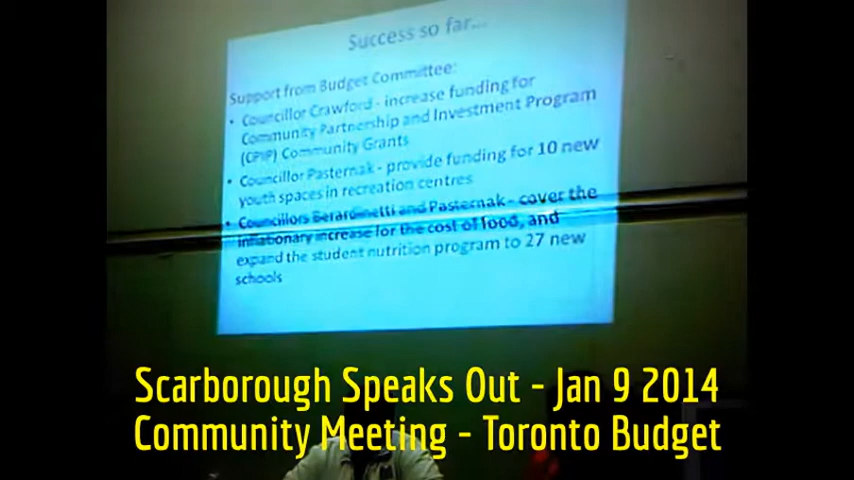 Success so far...
Support from Budget Committee:
• Councillor Crawford - increase funding for
Community Partnership and Investment Program
(CPIP) Community Grants
• Councillor Pasternak - provide funding for 10 new
youth spaces in recreation centres
• Councillors Berardinetti and Pasternak - cover the
inflationary increase for the cost of food, and
expand the student nutrition program to 27 new
schools
Scarborough Speaks Out - Jan 9 2014
Community Meeting - Toronto Budget